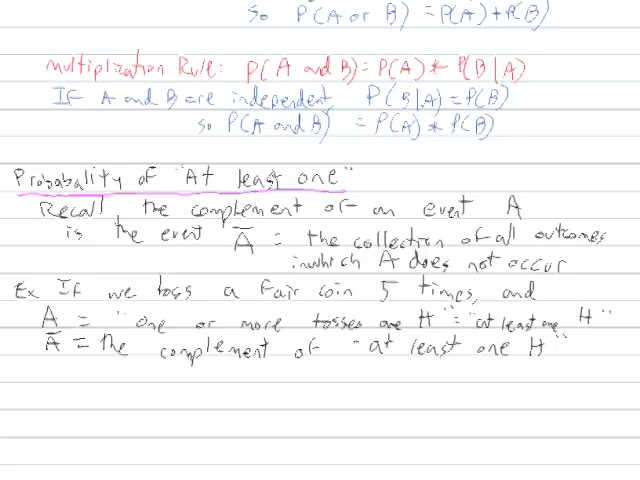 so P(A or B) = P(A) + P(B)
Multiplication Rule: P(A and B) = P(A) * P(B|A)
If A and B are independent, P(B|A) = P(B)
so P(A and B) = P(A) * P(B)
Probability of "At least one"
Recall the complement of an event A
is the event A̅ = the collection of all outcomes
in which A does not occur
Ex If we toss a fair coin 5 times, and
A = "one or more tosses are H" = "at least one H"
A̅ = the complement of "at least one H"